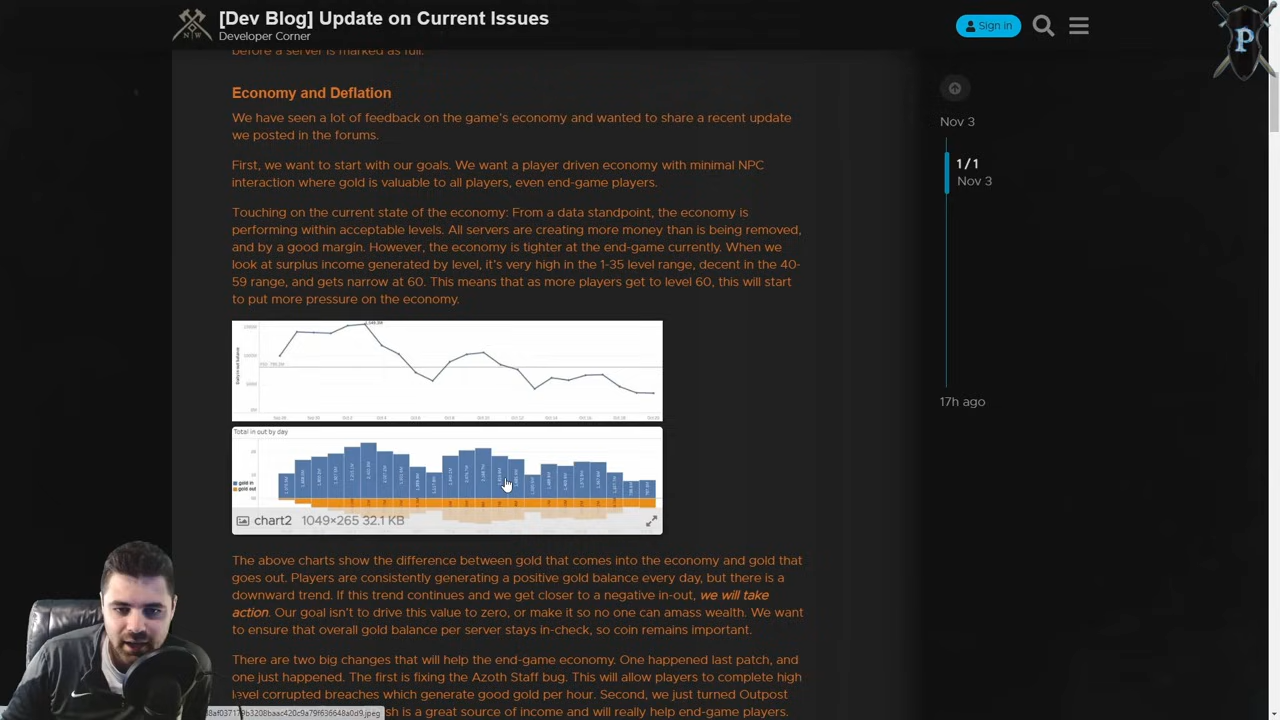 [Dev Blog] Update on Current Issues
Developer Corner
Sign in
P
N W
before a server is marked as full.
Economy and Deflation
We have seen a lot of feedback on the game's economy and wanted to share a recent update
we posted in the forums.
Nov 3
First, we want to start with our goals. We want a player driven economy with minimal NPC
interaction where gold is valuable to all players, even end-game players.
1 / 1
Nov 3
Touching on the current state of the economy: From a data standpoint, the economy is
performing within acceptable levels. All servers are creating more money than is being removed,
and by a good margin. However, the economy is tighter at the end-game currently. When we
look at surplus income generated by level, it's very high in the 1-35 level range, decent in the 40-
59 range, and gets narrow at 60. This means that as more players get to level 60, this will start
to put more pressure on the economy.
17h ago
Total in out by day
gold in
gold out
chart2 1049×265 32.1 KB
The above charts show the difference between gold that comes into the economy and gold that
goes out. Players are consistently generating a positive gold balance every day, but there is a
downward trend. If this trend continues and we get closer to a negative in-out, we will take
action. Our goal isn't to drive this value to zero, or make it so no one can amass wealth. We want
to ensure that overall gold balance per server stays in-check, so coin remains important.
There are two big changes that will help the end-game economy. One happened last patch, and
one just happened. The first is fixing the Azoth Staff bug. This will allow players to complete high
level corrupted breaches which generate good gold per hour. Second, we just turned Outpost
sh is a great source of income and will really help end-game players.